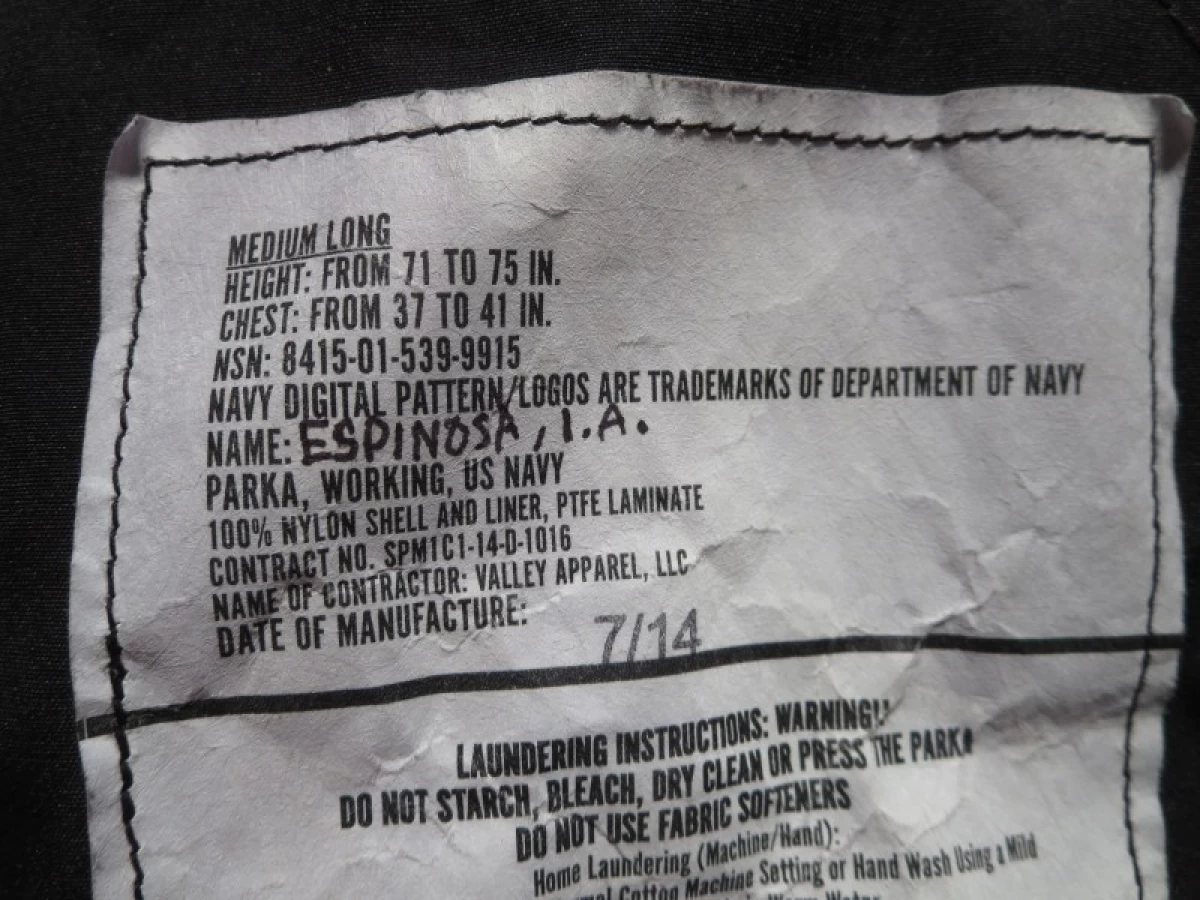 MEDIUM LONG
HEIGHT: FROM 71 TO 75 IN.
CHEST: FROM 37 TO 41 IN.
NSN: 8415-01-539-9915
NAVY DIGITAL PATTERN/LOGOS ARE TRADEMARKS OF DEPARTMENT OF NAVY
NAME: ESPINOSA, I.A.
PARKA, WORKING, US NAVY
100% NYLON SHELL AND LINER, PTFE LAMINATE
CONTRACT NO. SPM1C1-14-D-1016
NAME OF CONTRACTOR: VALLEY APPAREL, LLC
DATE OF MANUFACTURE: 7/14
LAUNDERING INSTRUCTIONS: WARNING!!
DO NOT STARCH, BLEACH, DRY CLEAN OR PRESS THE PARKA
DO NOT USE FABRIC SOFTENERS
Home Laundering (Machine/Hand):
Cotton Machine Setting or Hand Wash Using a Mild